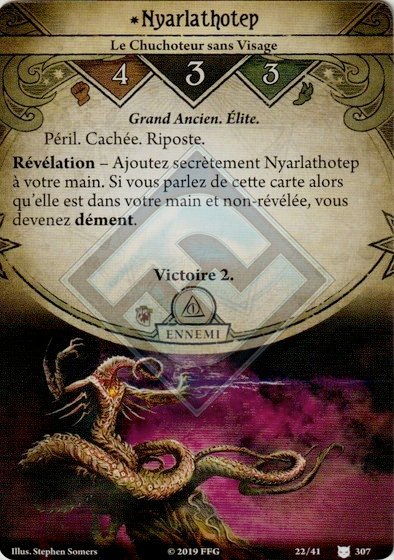 Nyarlathotep
Le Chuchoteur sans Visage
4 3 3
Grand Ancien. Élite.
Péril. Cachée. Riposte.
Révélation – Ajoutez secrètement Nyarlathotep
à votre main. Si vous parlez de cette carte alors
qu'elle est dans votre main et non-révélée, vous
devenez dément.
Victoire 2.
1
ENNEMI
Illus. Stephen Somers © 2019 FFG 22/41 307